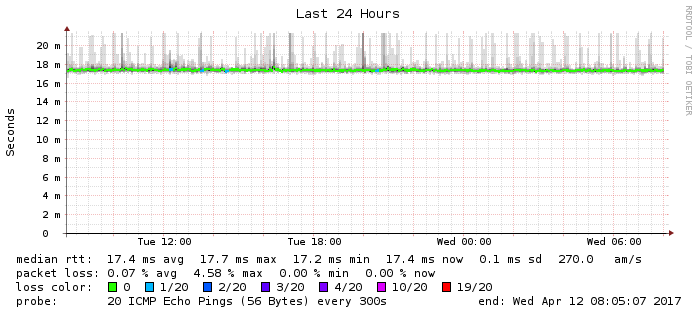 Last 24 Hours
RRDTOOL / TOBI OETIKER
Seconds
20 m
18 m
16 m
14 m
12 m
10 m
8 m
6 m
4 m
2 m
0
Tue 12:00 Tue 18:00 Wed 00:00 Wed 06:00
median rtt: 17.4 ms avg 17.7 ms max 17.2 ms min 17.4 ms now 0.1 ms sd 270.0 am/s
packet loss: 0.07 % avg 4.58 % max 0.00 % min 0.00 % now
loss color: 0 1/20 2/20 3/20 4/20 10/20 19/20
probe: 20 ICMP Echo Pings (56 Bytes) every 300s end: Wed Apr 12 08:05:07 2017